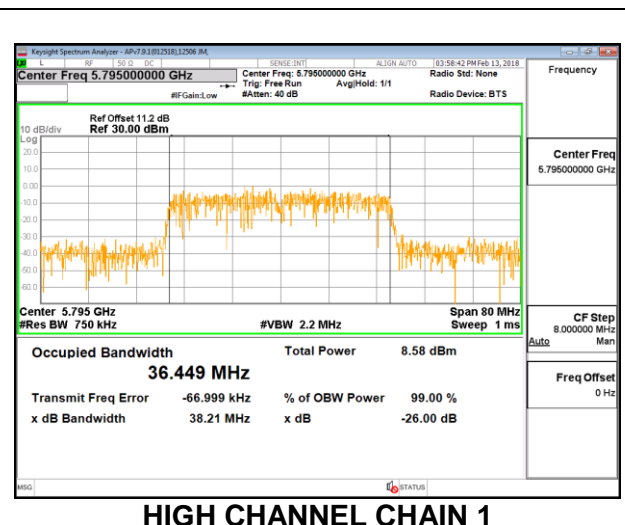 Keysight Spectrum Analyzer - APv7.9.1(012518),12506 JM,
L RF 50 Ω DC SENSE:INT ALIGN AUTO 03:58:42 PM Feb 13, 2018
Center Freq 5.795000000 GHz Center Freq: 5.795000000 GHz Radio Std: None Frequency
Trig: Free Run Avg|Hold: 1/1
#IFGain:Low #Atten: 40 dB Radio Device: BTS
Ref Offset 11.2 dB
10 dB/div Ref 30.00 dBm
Log
20.0
10.0
0.00
-10.0
-20.0
-30.0
-40.0
-50.0
-60.0
Center Freq
5.795000000 GHz
Center 5.795 GHz Span 80 MHz
#Res BW 750 kHz #VBW 2.2 MHz Sweep 1 ms
CF Step
8.000000 MHz
Auto Man
Occupied Bandwidth Total Power 8.58 dBm
36.449 MHz
Freq Offset
0 Hz
Transmit Freq Error -66.999 kHz % of OBW Power 99.00 %
x dB Bandwidth 38.21 MHz x dB -26.00 dB
MSG STATUS
HIGH CHANNEL CHAIN 1